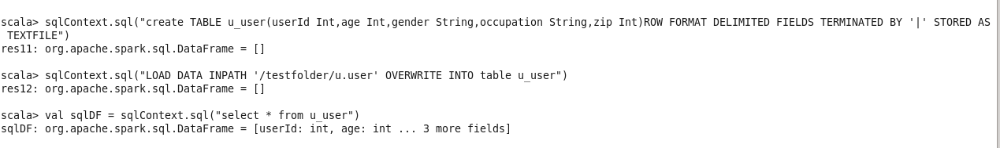 scala> sqlContext.sql("create TABLE u_user(userId Int,age Int,gender String,occupation String,zip Int)ROW FORMAT DELIMITED FIELDS TERMINATED BY '|' STORED AS
 TEXTFILE")
res11: org.apache.spark.sql.DataFrame = []
scala> sqlContext.sql("LOAD DATA INPATH '/testfolder/u.user' OVERWRITE INTO table u_user")
res12: org.apache.spark.sql.DataFrame = []
scala> val sqlDF = sqlContext.sql("select * from u_user")
sqlDF: org.apache.spark.sql.DataFrame = [userId: int, age: int ... 3 more fields]